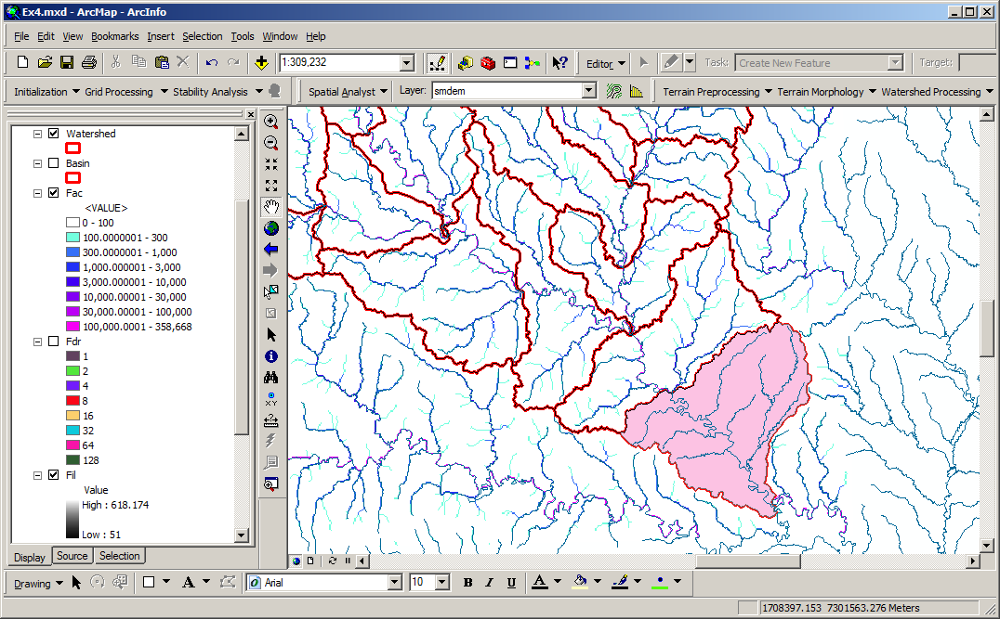 Ex4.mxd - ArcMap - ArcInfo
File Edit View Bookmarks Insert Selection Tools Window Help
1:309,232 Editor Task: Create New Feature Target:
Initialization Grid Processing Stability Analysis Spatial Analyst Layer: smdem Terrain Preprocessing Terrain Morphology Watershed Processing
Watershed
Basin
Fac
<VALUE>
0 - 100
100.0000001 - 300
300.0000001 - 1,000
1,000.000001 - 3,000
3,000.000001 - 10,000
10,000.00001 - 30,000
30,000.00001 - 100,000
100,000.0001 - 358,668
Fdr
1
2
4
8
16
32
64
128
Fil
Value
High : 618.174
Low : 51
Display Source Selection
Drawing A Arial 10 B I U A
1708397.153 7301563.276 Meters